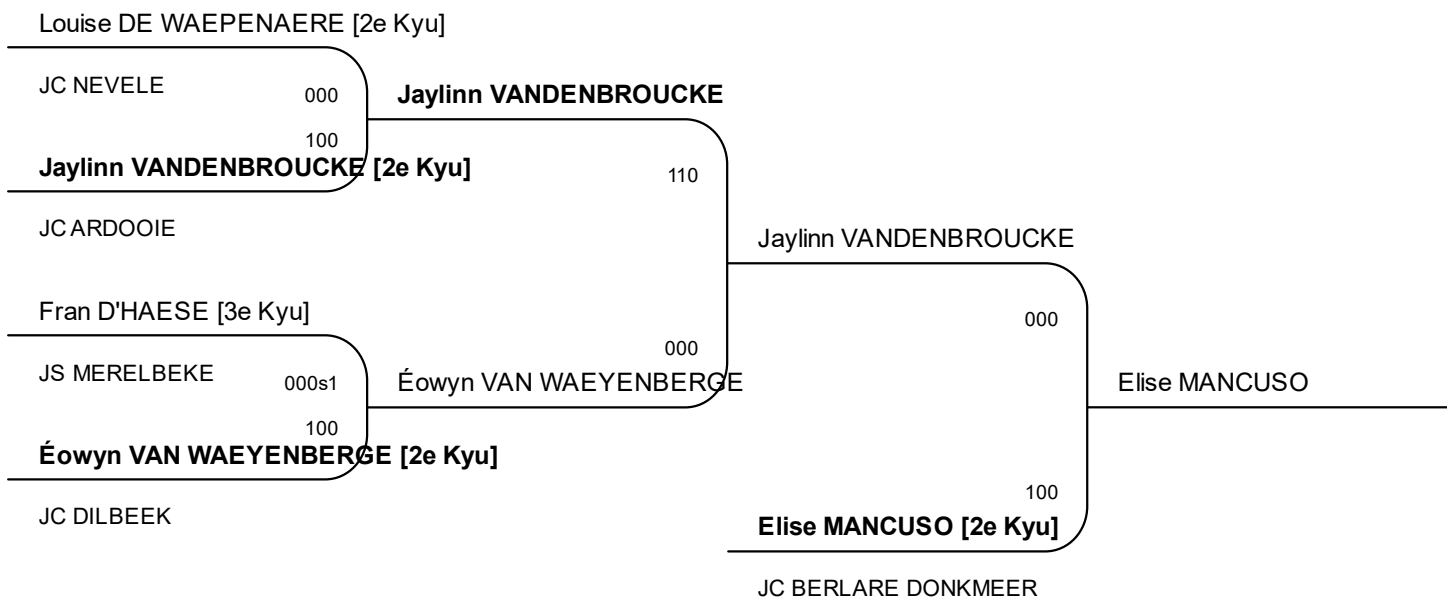 Louise DE WAEPENAERE [2e Kyu]
JC NEVELE
000
Jaylinn VANDENBROUCKE
100
Jaylinn VANDENBROUCKE [2e Kyu]
110
JC ARDOOIE
Jaylinn VANDENBROUCKE
Fran D'HAESE [3e Kyu]
000
000
JS MERELBEKE
000s1
Éowyn VAN WAEYENBERGE
Elise MANCUSO
100
Éowyn VAN WAEYENBERGE [2e Kyu]
100
JC DILBEEK
Elise MANCUSO [2e Kyu]
JC BERLARE DONKMEER